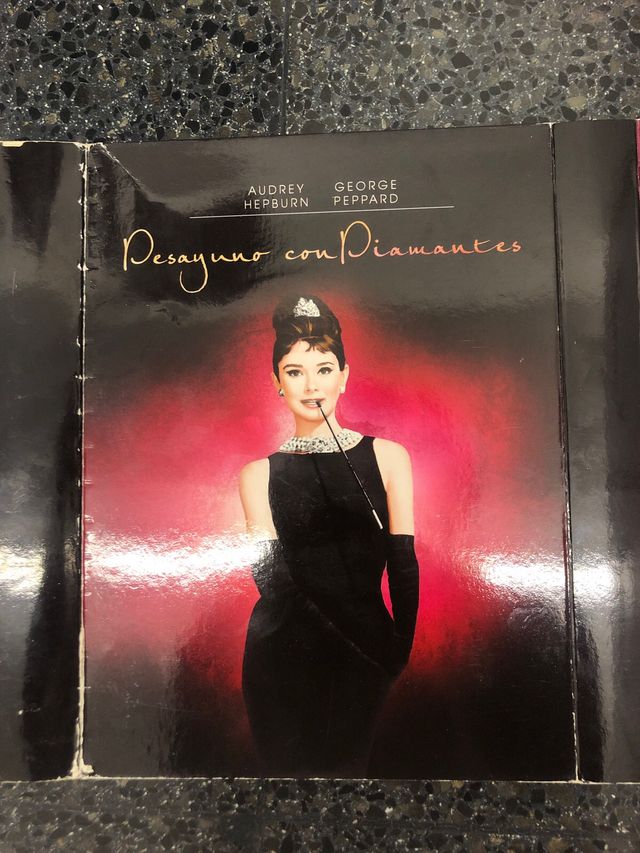 AUDREY GEORGE
HEPBURN PEPPARD
Desayuno con Diamantes